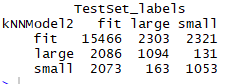 TestSet_labels
kNNModel2 fit large small
fit 15466 2303 2321
large 2086 1094 131
small 2073 163 1053
>